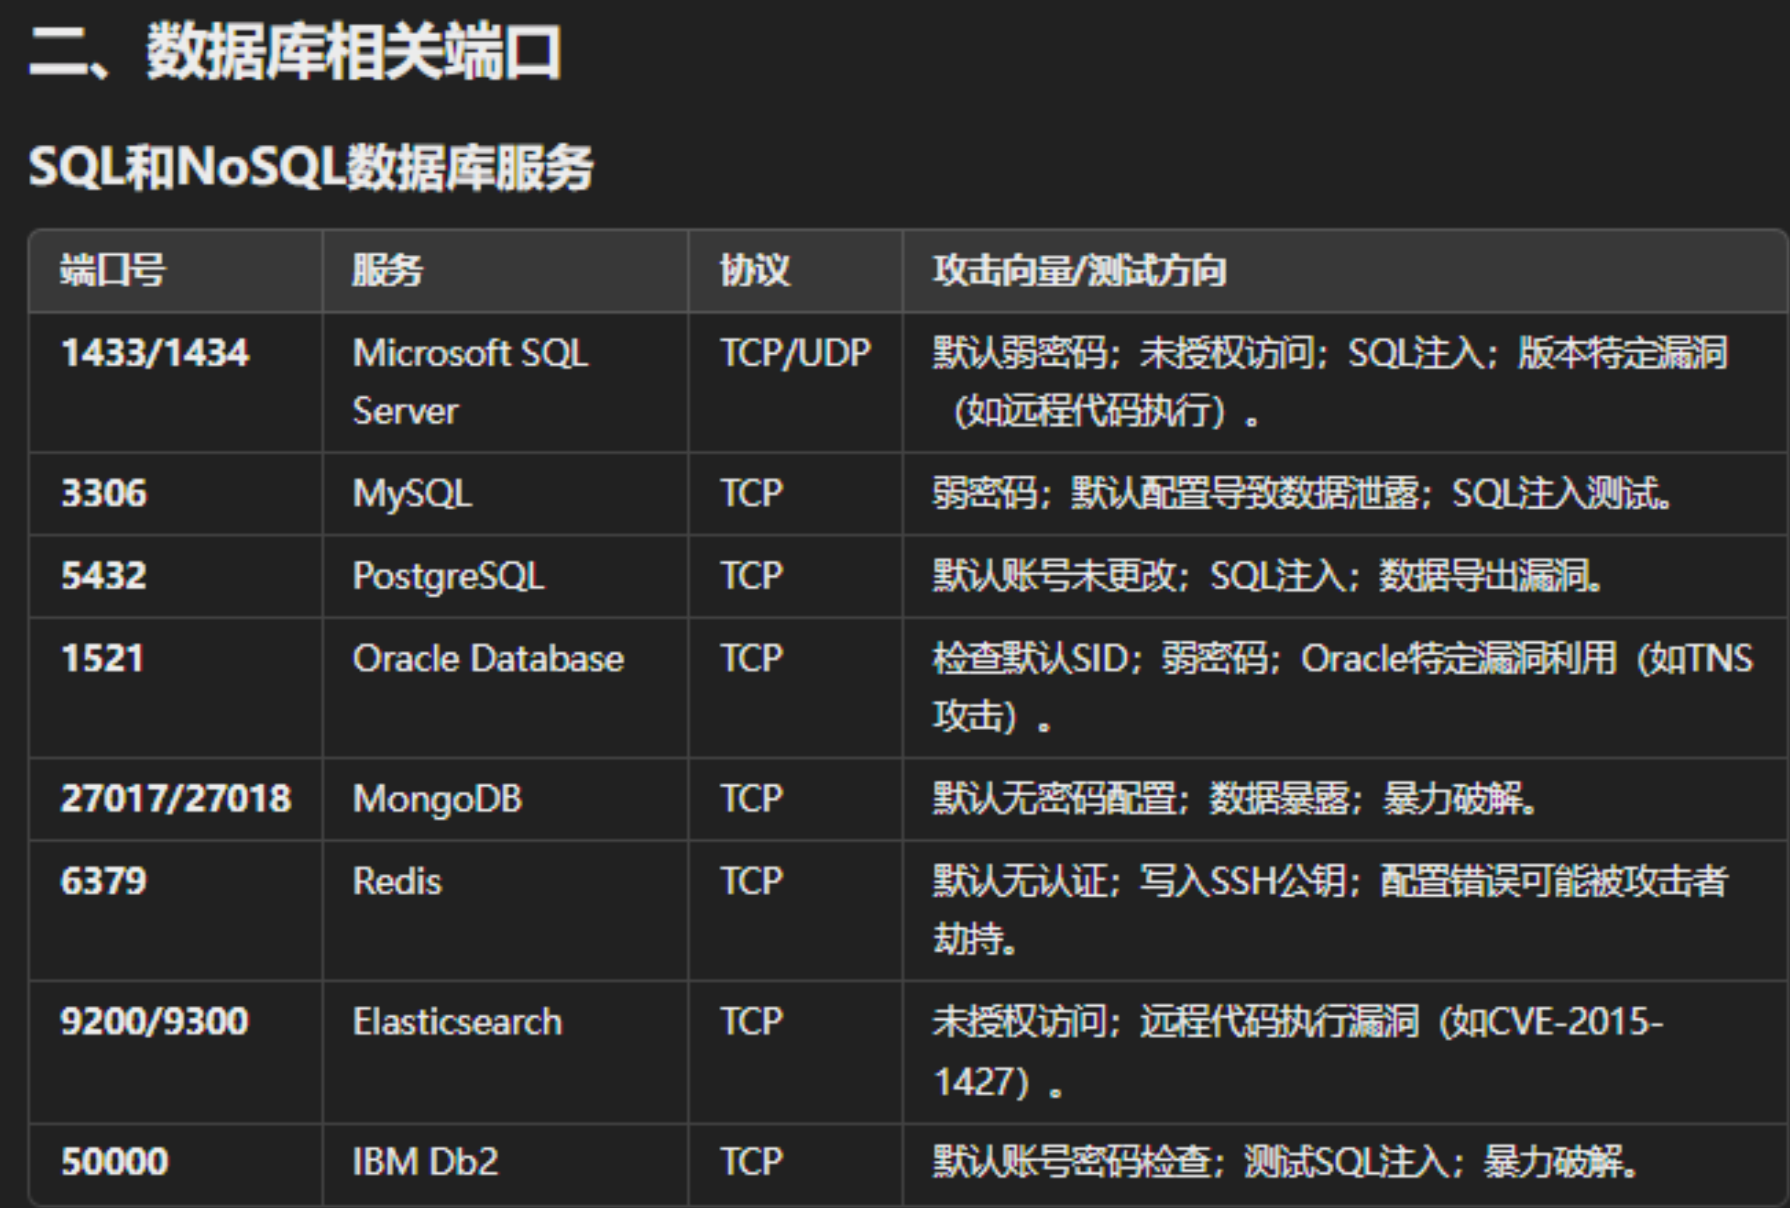 二、数据库相关端口
SQL和NoSQL数据库服务
端口号 服务 协议 攻击向量/测试方向
1433/1434 Microsoft SQL TCP/UDP 默认弱密码；未授权访问；SQL注入；版本特定漏洞
Server （如远程代码执行）。
3306 MySQL TCP 弱密码；默认配置导致数据泄露；SQL注入测试。
5432 PostgreSQL TCP 默认账号未更改；SQL注入；数据导出漏洞。
1521 Oracle Database TCP 检查默认SID；弱密码；Oracle特定漏洞利用（如TNS
攻击）。
27017/27018 MongoDB TCP 默认无密码配置；数据暴露；暴力破解。
6379 Redis TCP 默认无认证；写入SSH公钥；配置错误可能被攻击者
劫持。
9200/9300 Elasticsearch TCP 未授权访问；远程代码执行漏洞（如CVE-2015-
1427）。
50000 IBM Db2 TCP 默认账号密码检查；测试SQL注入；暴力破解。